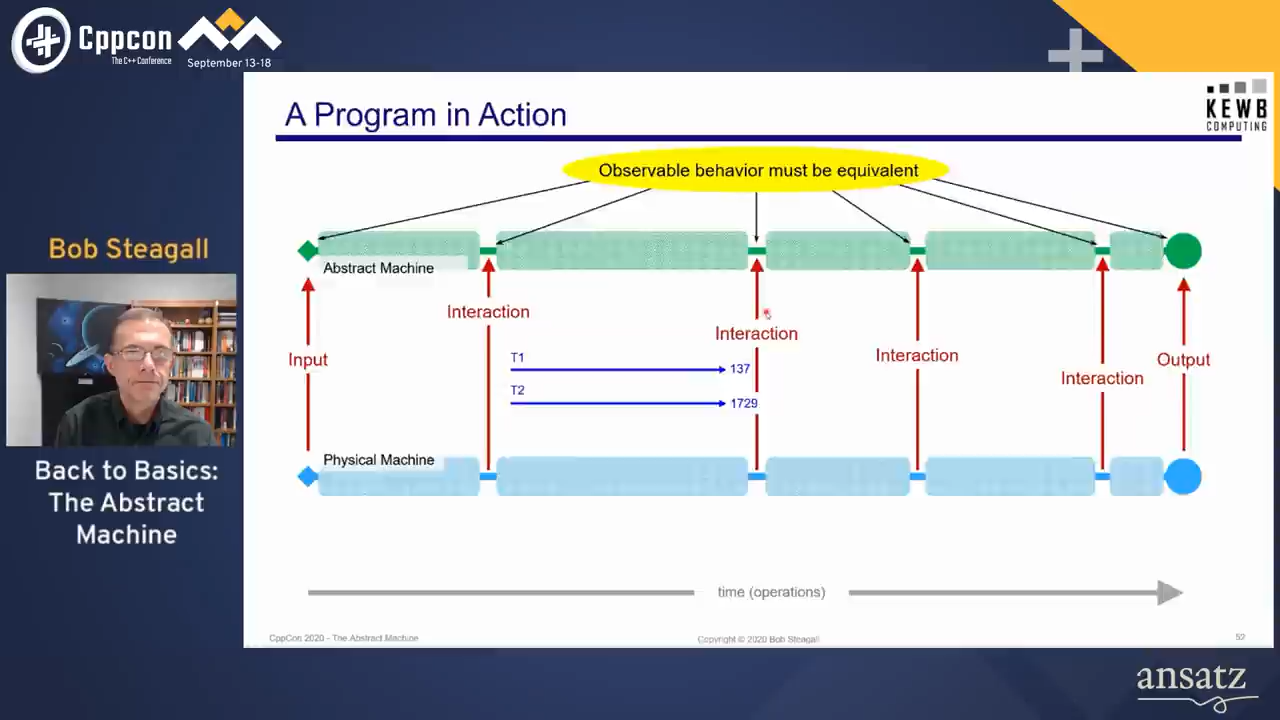 Cppcon
The C++ Conference
September 13-18
A Program in Action
KEWB
COMPUTING
Observable behavior must be equivalent
Bob Steagall
Abstract Machine
Interaction
Interaction
Input
T1
137
Interaction
Output
Interaction
T2
1729
Back to Basics:
The Abstract
Machine
Physical Machine
time (operations)
CppCon 2020 - The Abstract Machine
Copyright © 2020 Bob Steagall
52
ansatz